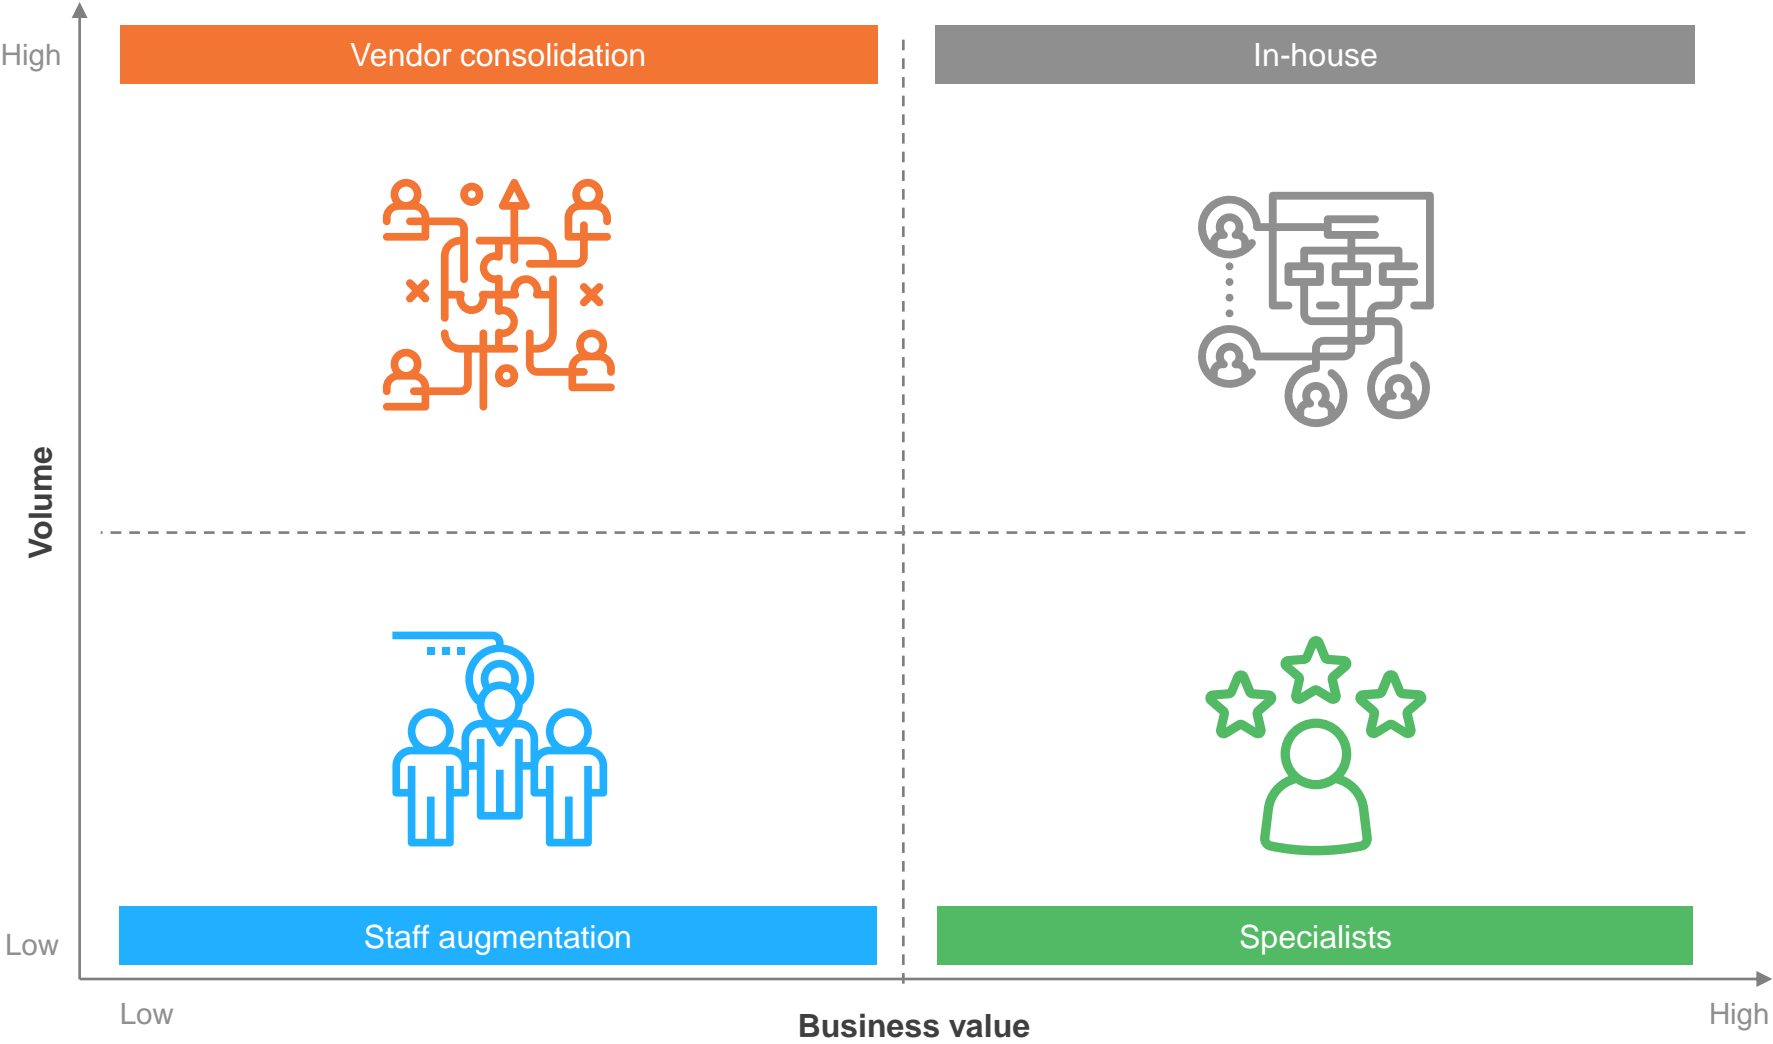 High
Vendor consolidation
In-house
Volume
Staff augmentation
Specialists
Low
Low
Business value
High